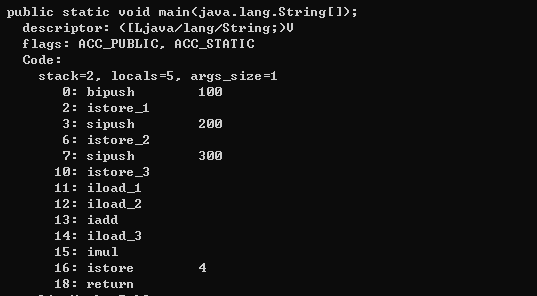 public static void main(java.lang.String[]);
descriptor: ([Ljava/lang/String;)V
flags: ACC_PUBLIC, ACC_STATIC
Code:
stack=2, locals=5, args_size=1
0: bipush 100
2: istore_1
3: sipush 200
6: istore_2
7: sipush 300
10: istore_3
11: iload_1
12: iload_2
13: iadd
14: iload_3
15: imul
16: istore 4
18: return